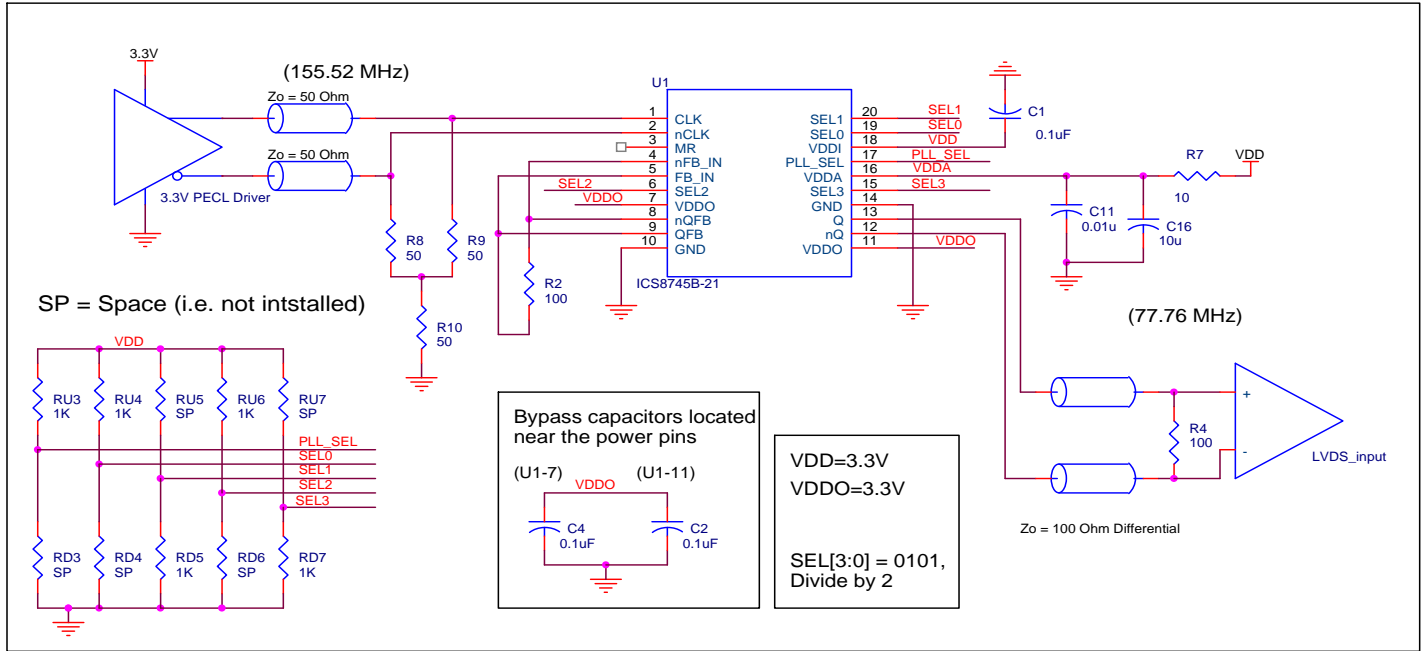 3.3V
(155.52 MHz)
Zo = 50 Ohm
Zo = 50 Ohm
3.3V PECL Driver
R8
50
R9
50
R10
50
U1
1 CLK
2 nCLK
3 MR
4 nFB_IN
5 FB_IN
SEL2 6 SEL2
VDDO 7 VDDO
8 nQFB
9 QFB
10 GND
SEL1 20 SEL1
SEL0 19 SEL0
VDDI 18 VDD
PLL_SEL 17 PLL_SEL
VDDA 16 VDDA
SEL3 15 SEL3
GND 14
Q 13
nQ 12
VDDO 11 VDDO
ICS8745B-21
R2
100
C1
0.1uF
R7
10
VDD
C11
0.01u
C16
10u
(77.76 MHz)
R4
100
+
-
LVDS_input
Zo = 100 Ohm Differential
SP = Space (i.e. not intstalled)
VDD
RU3
1K
RU4
1K
RU5
SP
RU6
1K
RU7
SP
PLL_SEL
SEL0
SEL1
SEL2
SEL3
RD3
SP
RD4
SP
RD5
1K
RD6
SP
RD7
1K
Bypass capacitors located
near the power pins
(U1-7) (U1-11)
VDDO
C4
0.1uF
C2
0.1uF
VDD=3.3V
VDDO=3.3V
SEL[3:0] = 0101,
Divide by 2